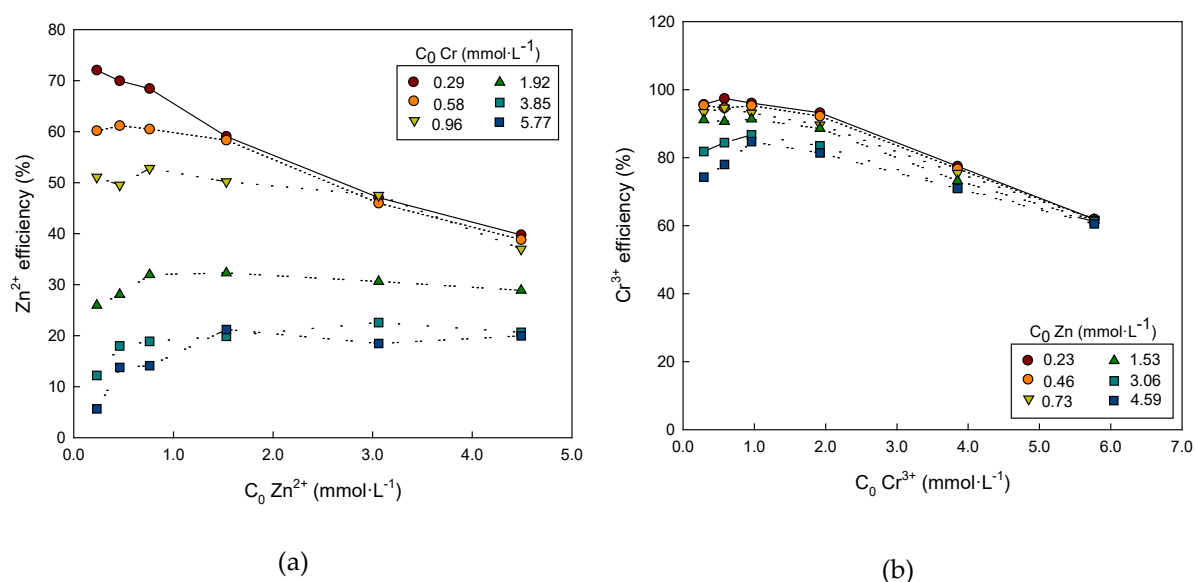 80
70
60
50
40
30
20
10
0
Zn²⁺ efficiency (%)
C₀ Cr (mmol·L⁻¹)
0.29 1.92
0.58 3.85
0.96 5.77
0.0 1.0 2.0 3.0 4.0 5.0
C₀ Zn²⁺ (mmol·L⁻¹)
(a)
120
100
80
60
40
20
0
Cr³⁺ efficiency (%)
C₀ Zn (mmol·L⁻¹)
0.23 1.53
0.46 3.06
0.73 4.59
0.0 1.0 2.0 3.0 4.0 5.0 6.0 7.0
C₀ Cr³⁺ (mmol·L⁻¹)
(b)